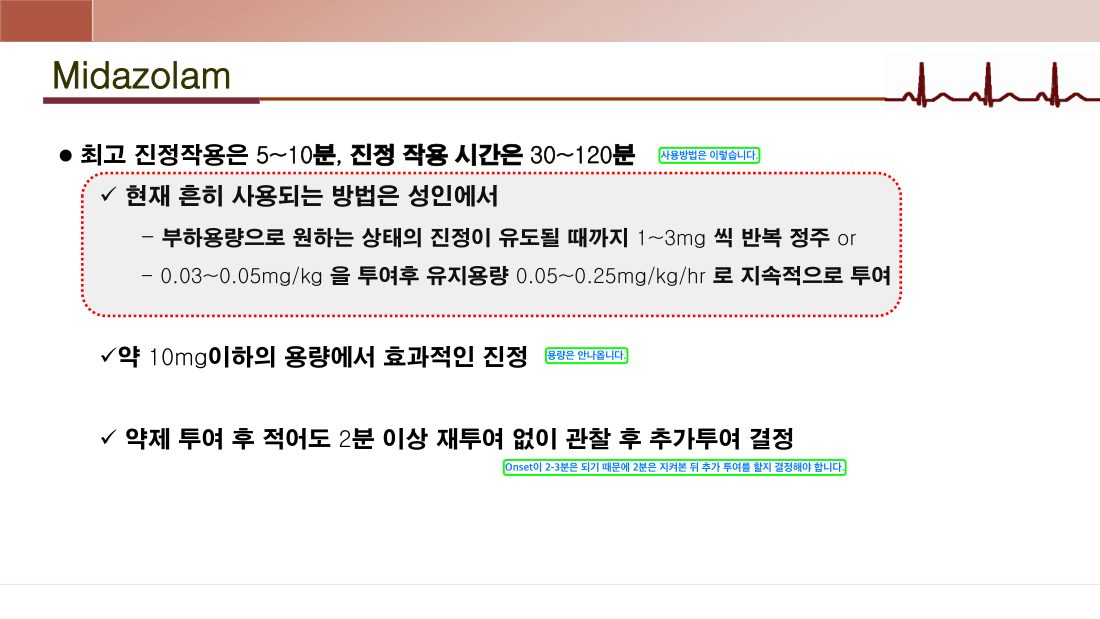 Midazolam
● 최고 진정작용은 5~10분, 진정 작용 시간은 30~120분 사용방법은 이렇습니다.
✓ 현재 흔히 사용되는 방법은 성인에서
– 부하용량으로 원하는 상태의 진정이 유도될 때까지 1~3mg 씩 반복 정주 or
– 0.03~0.05mg/kg 을 투여후 유지용량 0.05~0.25mg/kg/hr 로 지속적으로 투여
✓약 10mg이하의 용량에서 효과적인 진정 용량은 안나옵니다.
✓ 약제 투여 후 적어도 2분 이상 재투여 없이 관찰 후 추가투여 결정
Onset이 2-3분은 되기 때문에 2분은 지켜본 뒤 추가 투여를 할지 결정해야 합니다.